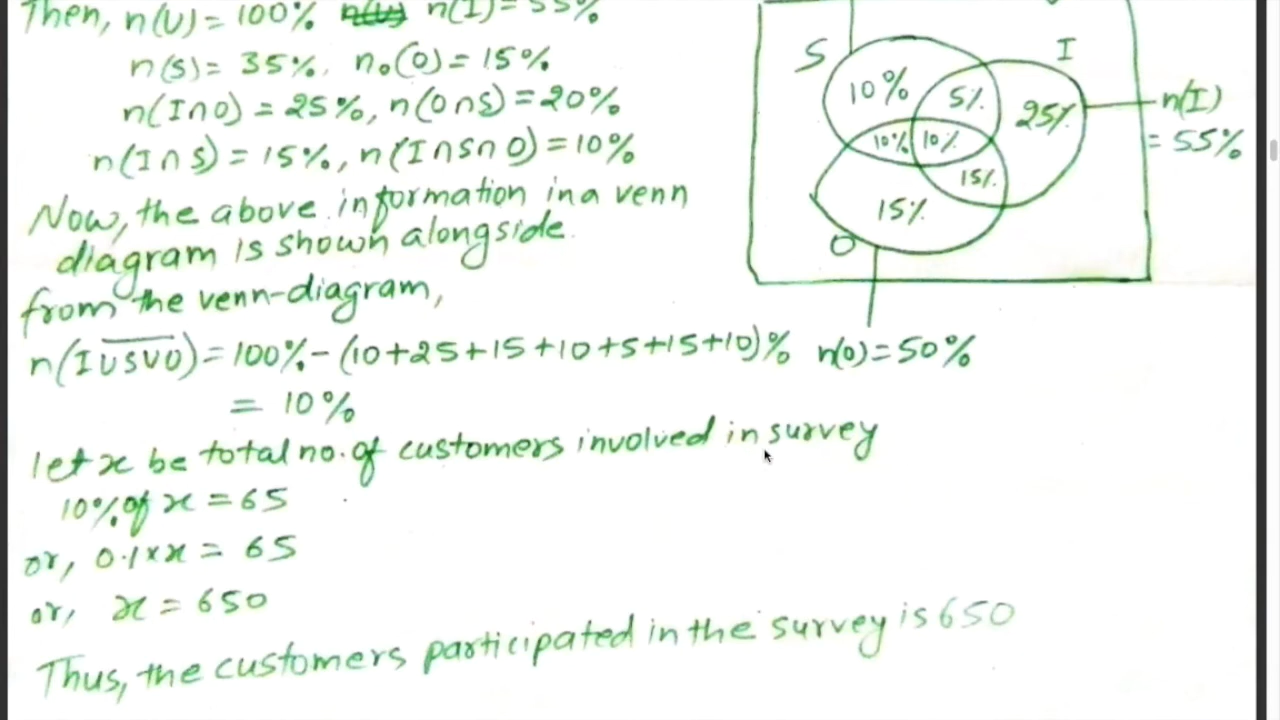 Then, n(U) = 100% n(I) = 55%
n(S) = 35%, n₀(O) = 15%
n(I∩O) = 25%, n(O∩S) = 20%
n(I∩S) = 15%, n(I∩S∩O) = 10%
Now, the above information in a venn
diagram is shown alongside.
from the venn-diagram,
n(I∪S∪O)̅ = 100% - (10+25+15+10+5+15+10)%
= 10%
let x be total no. of customers involved in survey
10% of x = 65
or, 0.1×x = 65
or, x = 650
Thus, the customers participated in the survey is 650
S
I
10%
5%
25%
n(I)
= 55%
10%
10%
15%
15%
O
n(O) = 50%